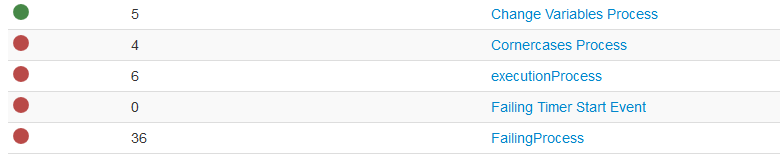 5 Change Variables Process
4 Cornercases Process
6 executionProcess
0 Failing Timer Start Event
36 FailingProcess